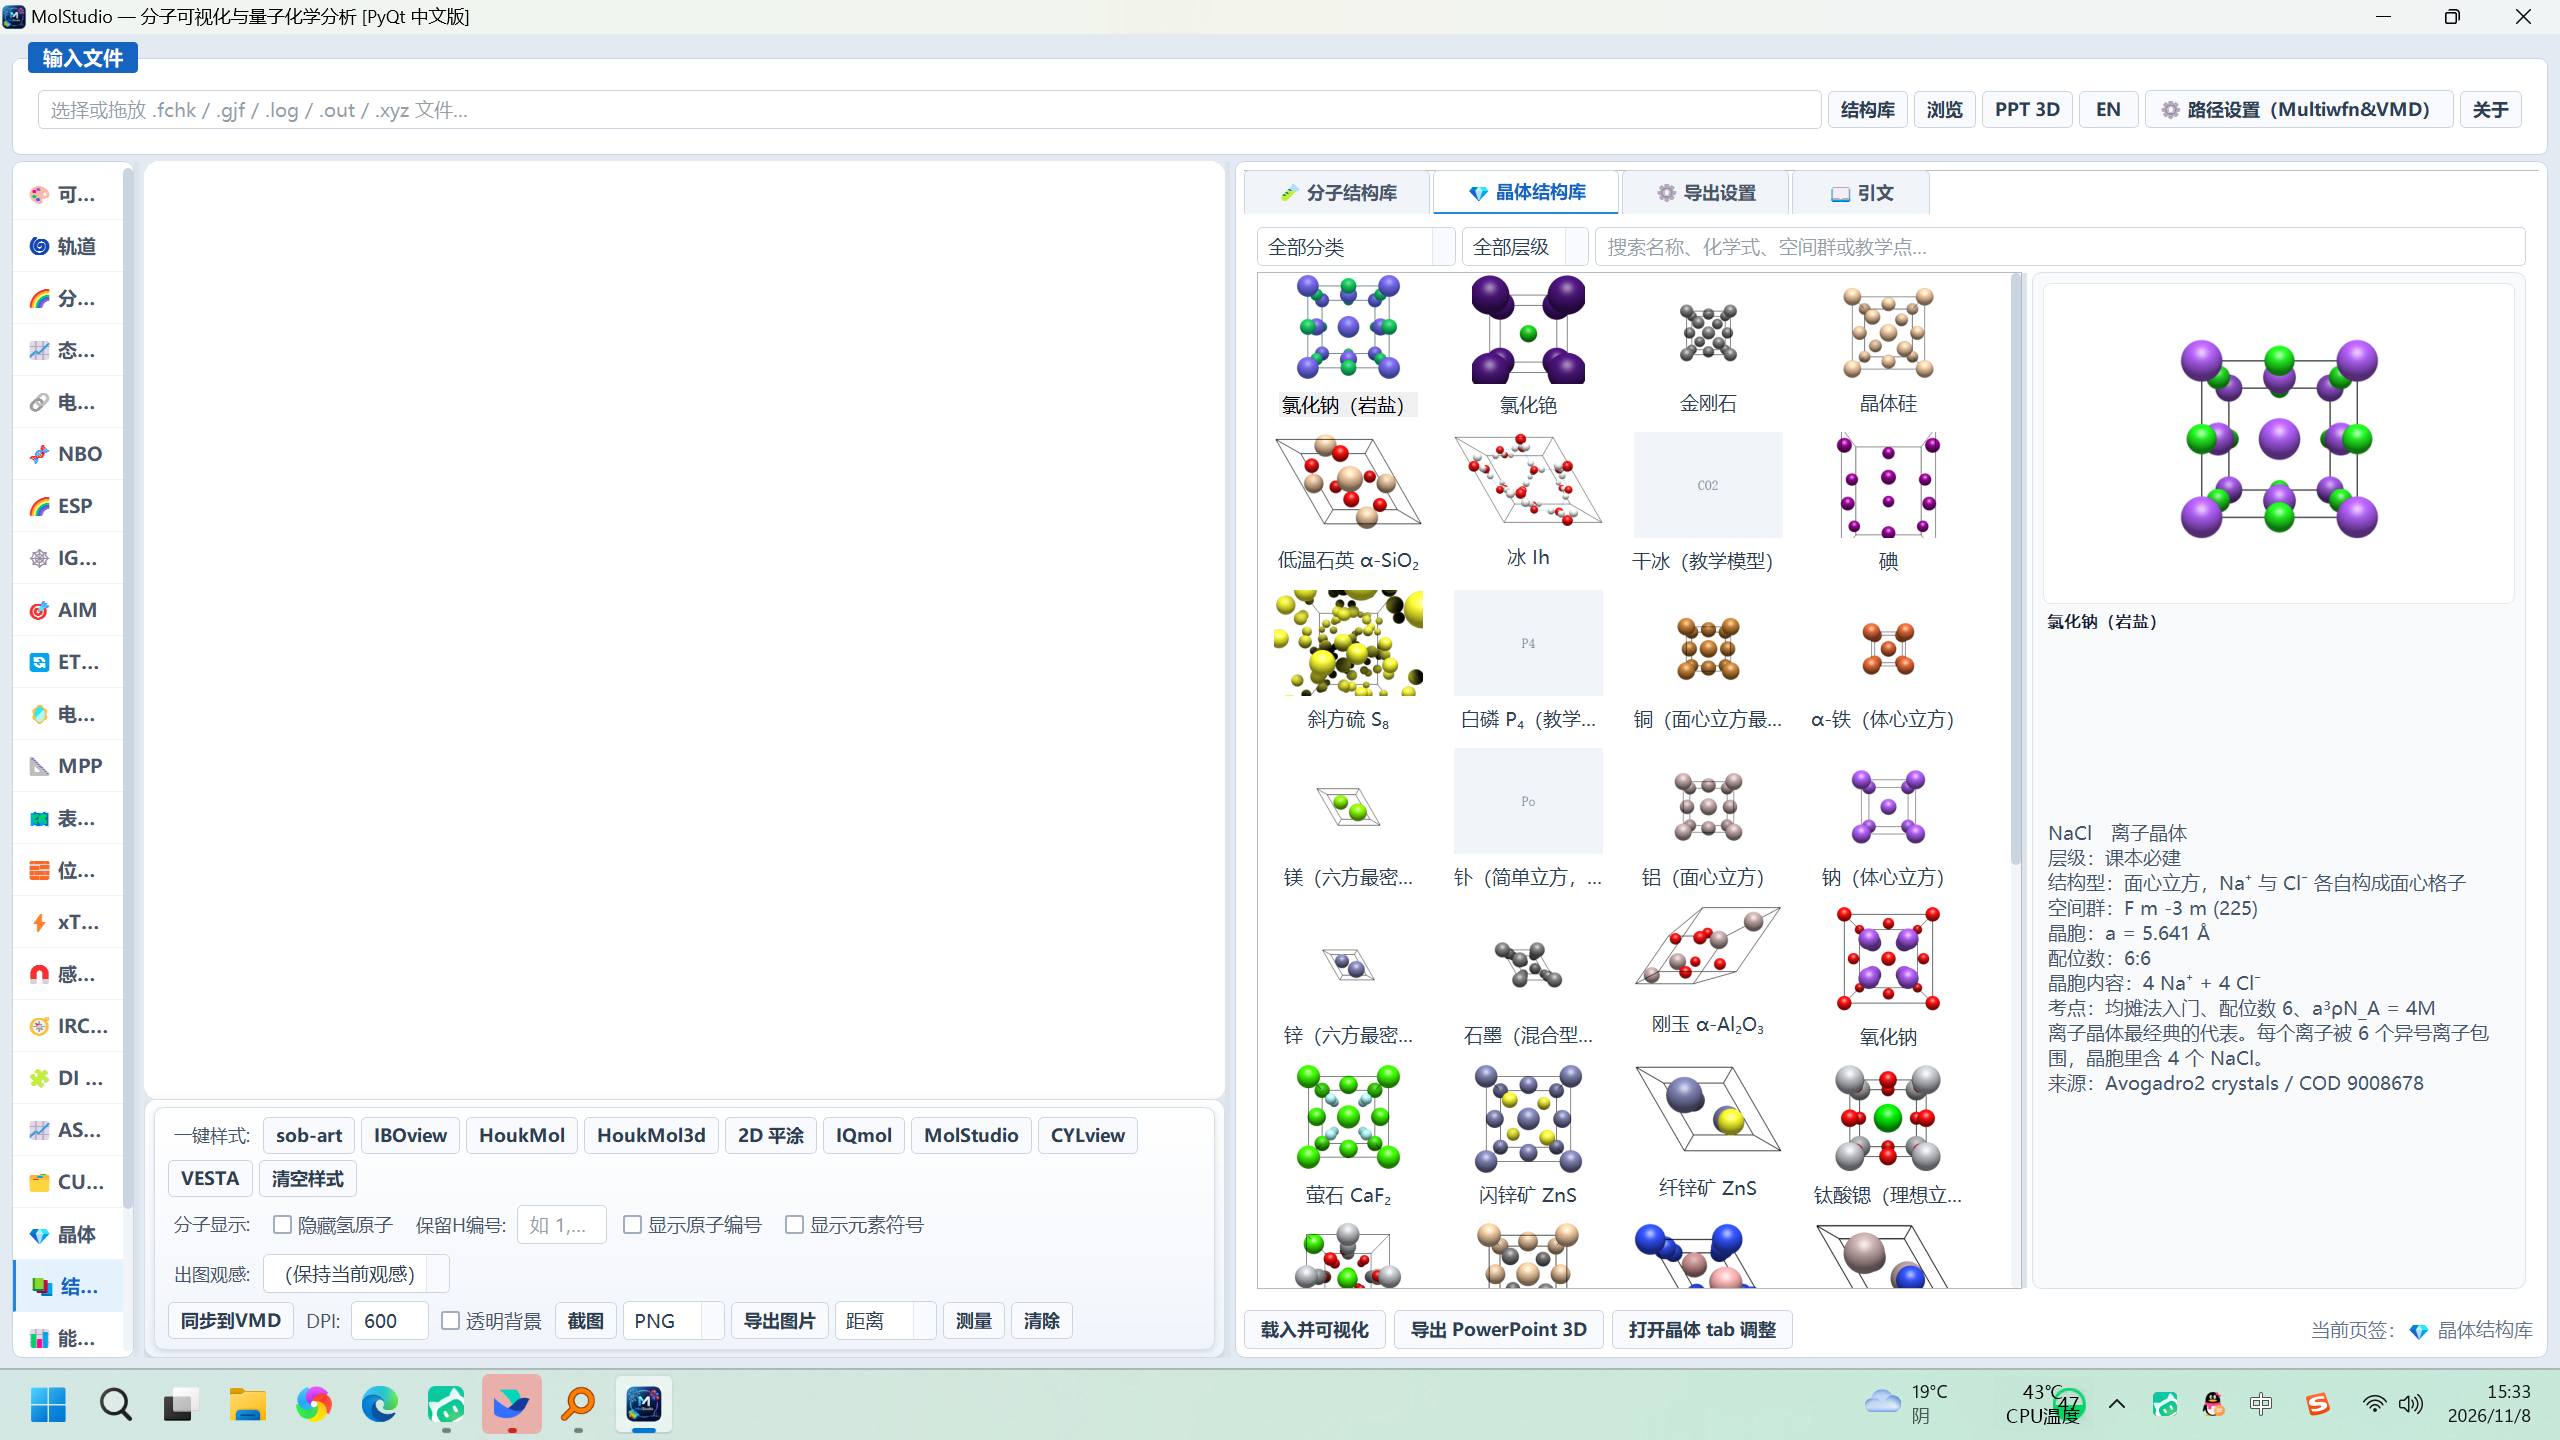 MolStudio — 分子可视化与量子化学分析 [PyQt 中文版]
输入文件
选择或拖放 .fchk / .gjf / .log / .out / .xyz 文件...
结构库
浏览
PPT 3D
EN
路径设置（Multiwfn&VMD）
关于
可...
轨道
分...
态...
电...
NBO
ESP
IG...
AIM
ET...
电...
MPP
表...
位...
xT...
感...
IRC...
DI ...
AS...
CU...
晶体
结...
能...
一键样式:
sob-art
IBOview
HoukMol
HoukMol3d
2D 平涂
IQmol
MolStudio
CYLview
VESTA
清空样式
分子显示:
隐藏氢原子
保留H编号:
如 1,...
显示原子编号
显示元素符号
出图观感:
（保持当前观感）
同步到VMD
DPI:
600
透明背景
截图
PNG
导出图片
距离
测量
清除
分子结构库
晶体结构库
导出设置
引文
全部分类
全部层级
搜索名称、化学式、空间群或教学点...
氯化钠（岩盐）
氯化铯
金刚石
晶体硅
低温石英 α-SiO₂
冰 Ih
CO2
干冰（教学模型）
碘
斜方硫 S₈
P4
白磷 P₄（教学...
铜（面心立方最...
α-铁（体心立方）
镁（六方最密...
Po
钋（简单立方，...
铝（面心立方）
钠（体心立方）
锌（六方最密...
石墨（混合型...
刚玉 α-Al₂O₃
氧化钠
萤石 CaF₂
闪锌矿 ZnS
纤锌矿 ZnS
钛酸锶（理想立...
氯化钠（岩盐）
NaCl 离子晶体
层级：课本必建
结构型：面心立方，Na⁺ 与 Cl⁻ 各自构成面心格子
空间群：F m -3 m (225)
晶胞：a = 5.641 Å
配位数：6:6
晶胞内容：4 Na⁺ + 4 Cl⁻
考点：均摊法入门、配位数 6、a³ρN_A = 4M
离子晶体最经典的代表。每个离子被 6 个异号离子包
围，晶胞里含 4 个 NaCl。
来源：Avogadro2 crystals / COD 9008678
载入并可视化
导出 PowerPoint 3D
打开晶体 tab 调整
当前页签：
晶体结构库
19°C
阴
43℃
CPU温度
47
中
15:33
2026/11/8